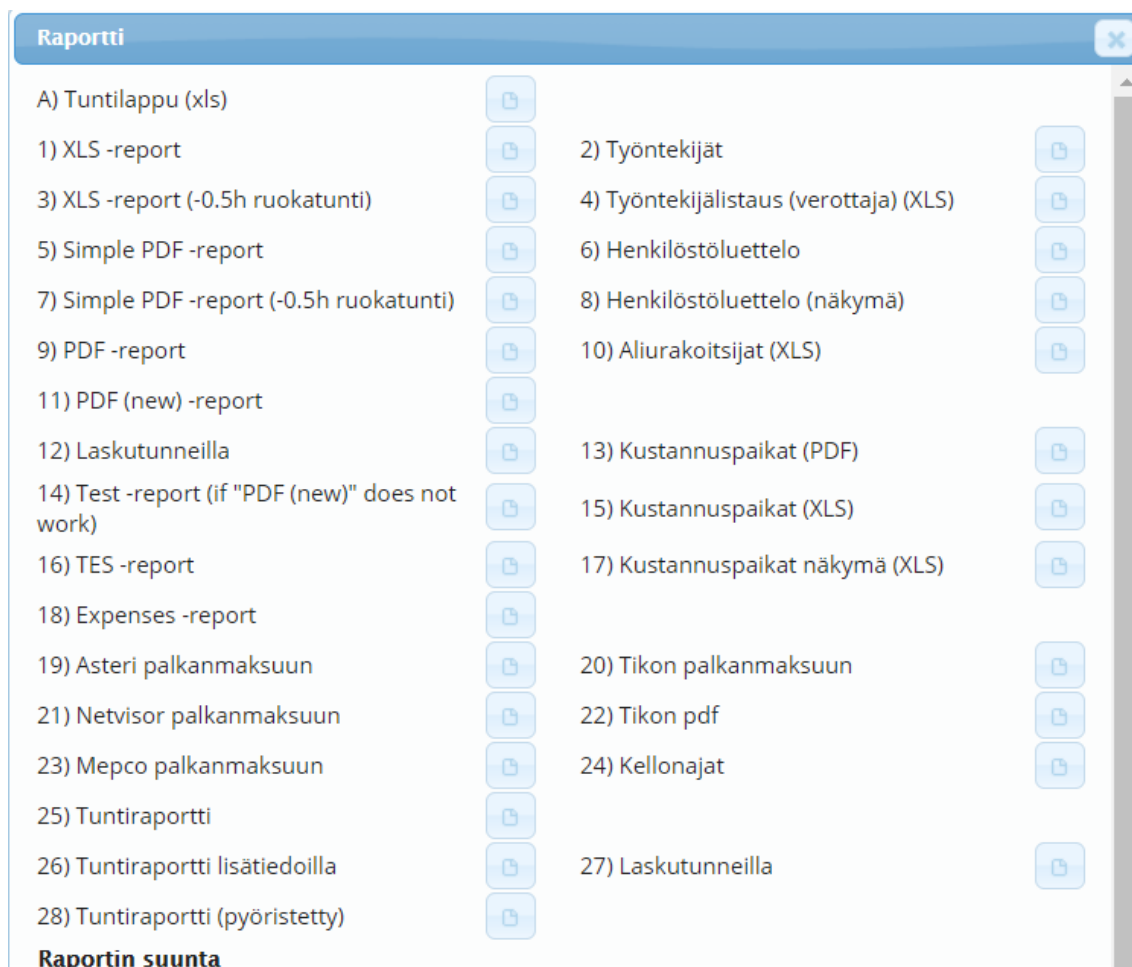 Raportti
A) Tuntilappu (xls)
1) XLS -report
2) Työntekijät
3) XLS -report (-0.5h ruokatunti)
4) Työntekijälistaus (verottaja) (XLS)
5) Simple PDF -report
6) Henkilöstöluettelo
7) Simple PDF -report (-0.5h ruokatunti)
8) Henkilöstöluettelo (näkymä)
9) PDF -report
10) Aliurakoitsijat (XLS)
11) PDF (new) -report
12) Laskutunneilla
13) Kustannuspaikat (PDF)
14) Test -report (if "PDF (new)" does not
work)
15) Kustannuspaikat (XLS)
16) TES -report
17) Kustannuspaikat näkymä (XLS)
18) Expenses -report
19) Asteri palkanmaksuun
20) Tikon palkanmaksuun
21) Netvisor palkanmaksuun
22) Tikon pdf
23) Mepco palkanmaksuun
24) Kellonajat
25) Tuntiraportti
26) Tuntiraportti lisätiedoilla
27) Laskutunneilla
28) Tuntiraportti (pyöristetty)
Raportin suunta